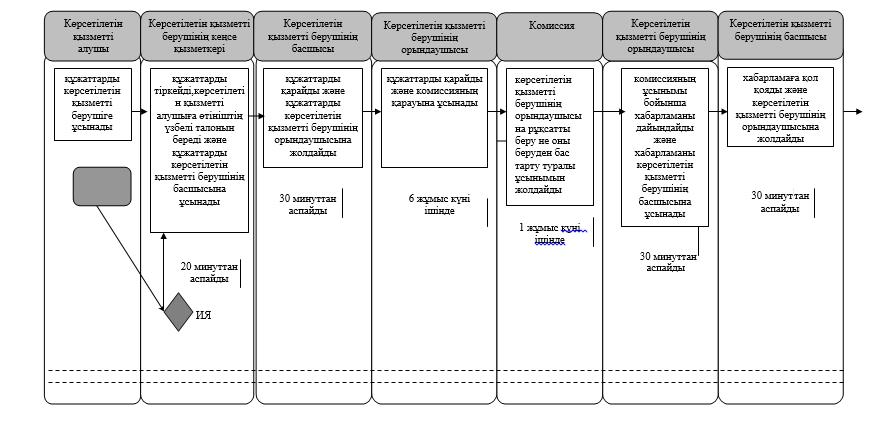 Көрсетілетін
қызметті
алушы
Көрсетілетін қызметті
берушінің кеңсе
қызметкері
Көрсетілетін
қызметті берушінің
басшысы
Көрсетілетін қызметті
берушінің
орындаушысы
Комиссия
Көрсетілетін
қызметті берушінің
орындаушысы
Көрсетілетін қызметті
берушінің басшысы
құжаттарды
көрсетілетін
қызметті
берушіге
ұсынады
құжаттарды
тіркейді,көрсетілеті
н қызметті
алушыға өтініштің
үзбелі талонын
береді және
құжаттарды
көрсетілетін
қызметті берушінің
басшысына
ұсынады
құжаттарды
қарайды және
құжаттарды
көрсетілетін
қызметті берушінің
орындаушысына
жолдайды
құжаттарды қарайды
және комиссияның
қарауына ұсынады
көрсетілетін
қызметті
берушінің
орындаушысы
на рұқсатты
беру не оны
беруден бас
тарту туралы
ұсынымын
жолдайды
комиссияның
ұсынымы
бойынша
хабарламаны
дайындайды
және
хабарламаны
көрсетілетін
қызметті
берушінің
басшысына
ұсынады
хабарламаға қол
қояды және
көрсетілетін
қызметті берушінің
орындаушысына
жолдайды
20 минуттан
аспайды
30 минуттан
аспайды
6 жұмыс күні
ішінде
1 жұмыс күні
ішінде
30 минуттан
аспайды
30 минуттан
аспайды
ИЯ